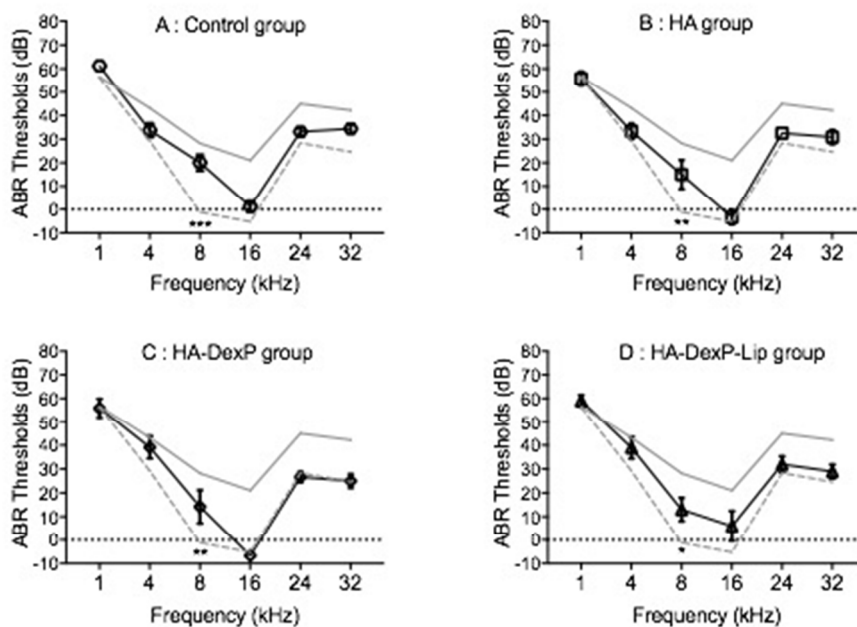 A : Control group
ABR Thresholds (dB)
80
70
60
50
40
30
20
10
0
-10
***
1 4 8 16 24 32
Frequency (kHz)
B : HA group
ABR Thresholds (dB)
80
70
60
50
40
30
20
10
0
-10
**
1 4 8 16 24 32
Frequency (kHz)
C : HA-DexP group
ABR Thresholds (dB)
80
70
60
50
40
30
20
10
0
-10
**
1 4 8 16 24 32
Frequency (kHz)
D : HA-DexP-Lip group
ABR Thresholds (dB)
80
70
60
50
40
30
20
10
0
-10
*
1 4 8 16 24 32
Frequency (kHz)